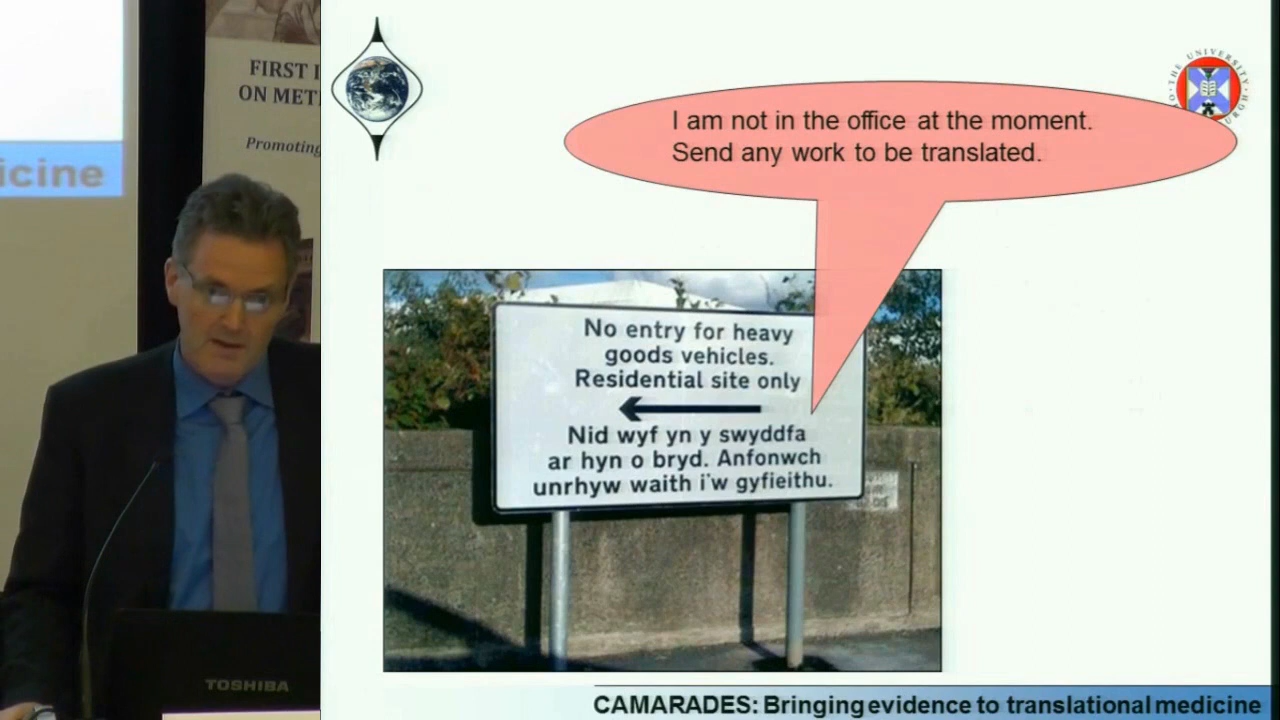 icine
FIRST I
ON MET
Promoting
TOSHIBA
THE UNIVERSITY
I am not in the office at the moment.
Send any work to be translated.
No entry for heavy
goods vehicles.
Residential site only
Nid wyf yn y swyddfa
ar hyn o bryd. Anfonwch
unrhyw waith i'w gyfieithu.
CAMARADES: Bringing evidence to translational medicine